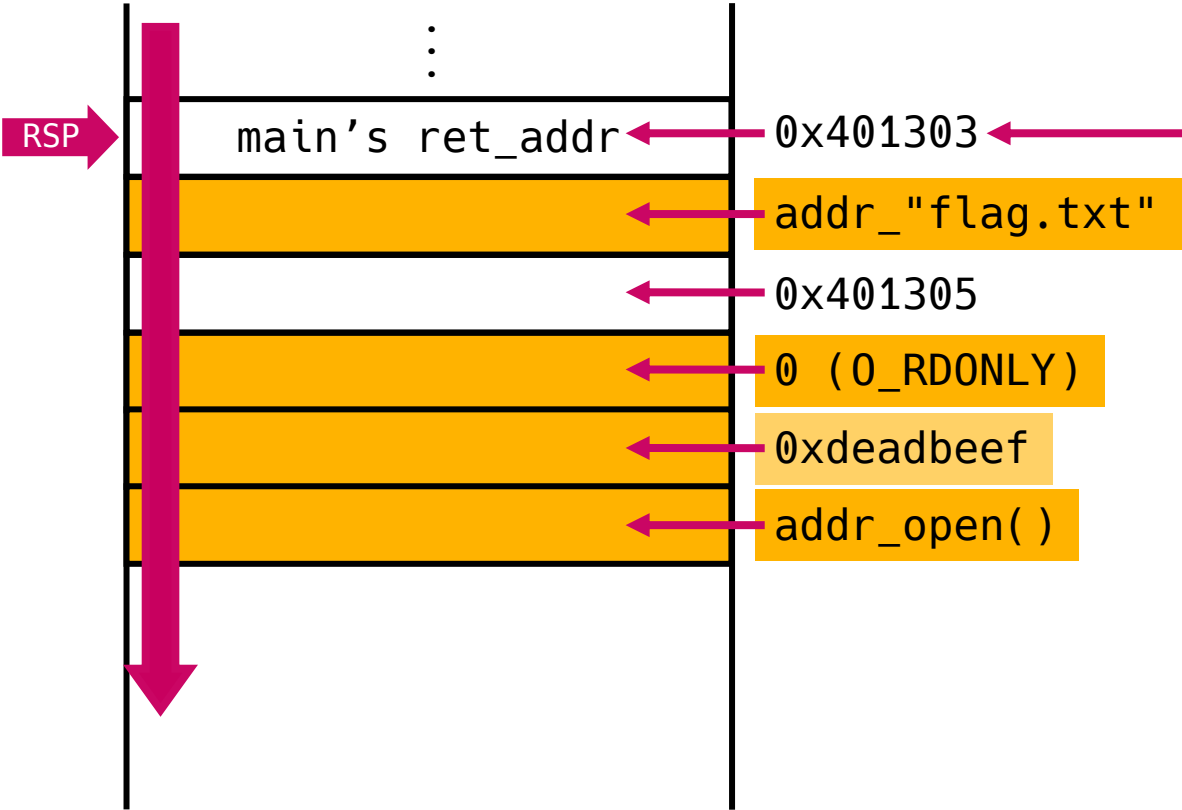 ⋮
RSP
main’s ret_addr
0x401303
addr_"flag.txt"
0x401305
0 (O_RDONLY)
0xdeadbeef
addr_open()